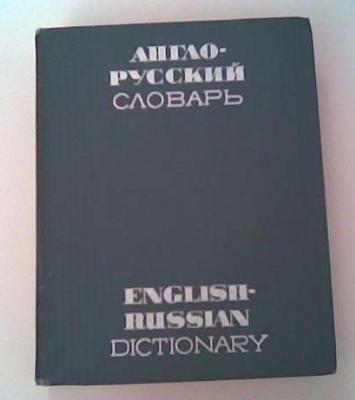 АНГЛО-
РУССКИЙ
СЛОВАРЬ
ENGLISH-
RUSSIAN
DICTIONARY